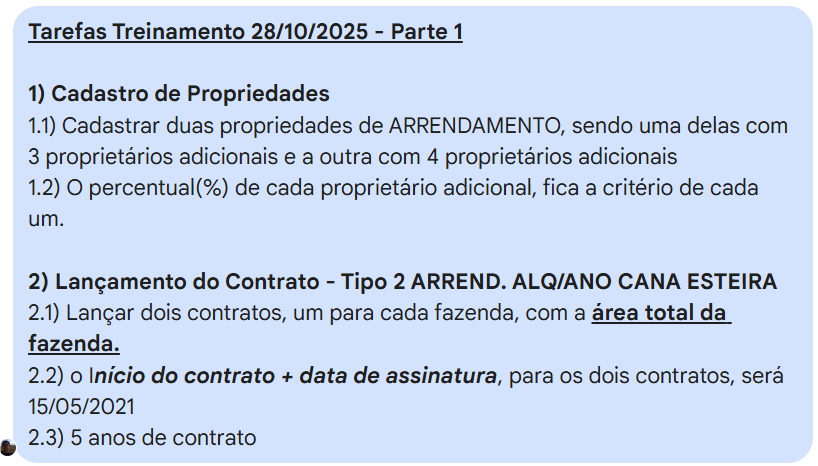 Tarefas Treinamento 28/10/2025 - Parte 1
1) Cadastro de Propriedades
1.1) Cadastrar duas propriedades de ARRENDAMENTO, sendo uma delas com
3 proprietários adicionais e a outra com 4 proprietários adicionais
1.2) O percentual(%) de cada proprietário adicional, fica a critério de cada
um.
2) Lançamento do Contrato - Tipo 2 ARREND. ALQ/ANO CANA ESTEIRA
2.1) Lançar dois contratos, um para cada fazenda, com a área total da
fazenda.
2.2) o Início do contrato + data de assinatura, para os dois contratos, será
15/05/2021
2.3) 5 anos de contrato